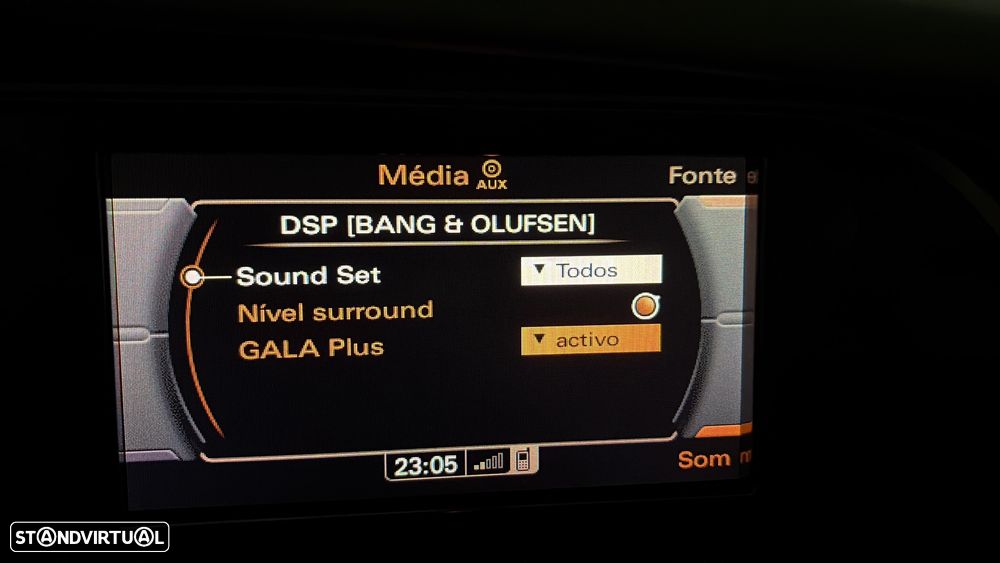 Média AUX
Fonte
DSP [BANG & OLUFSEN]
Sound Set
Todos
Nível surround
GALA Plus
activo
23:05
Som
STANDVIRTUAL